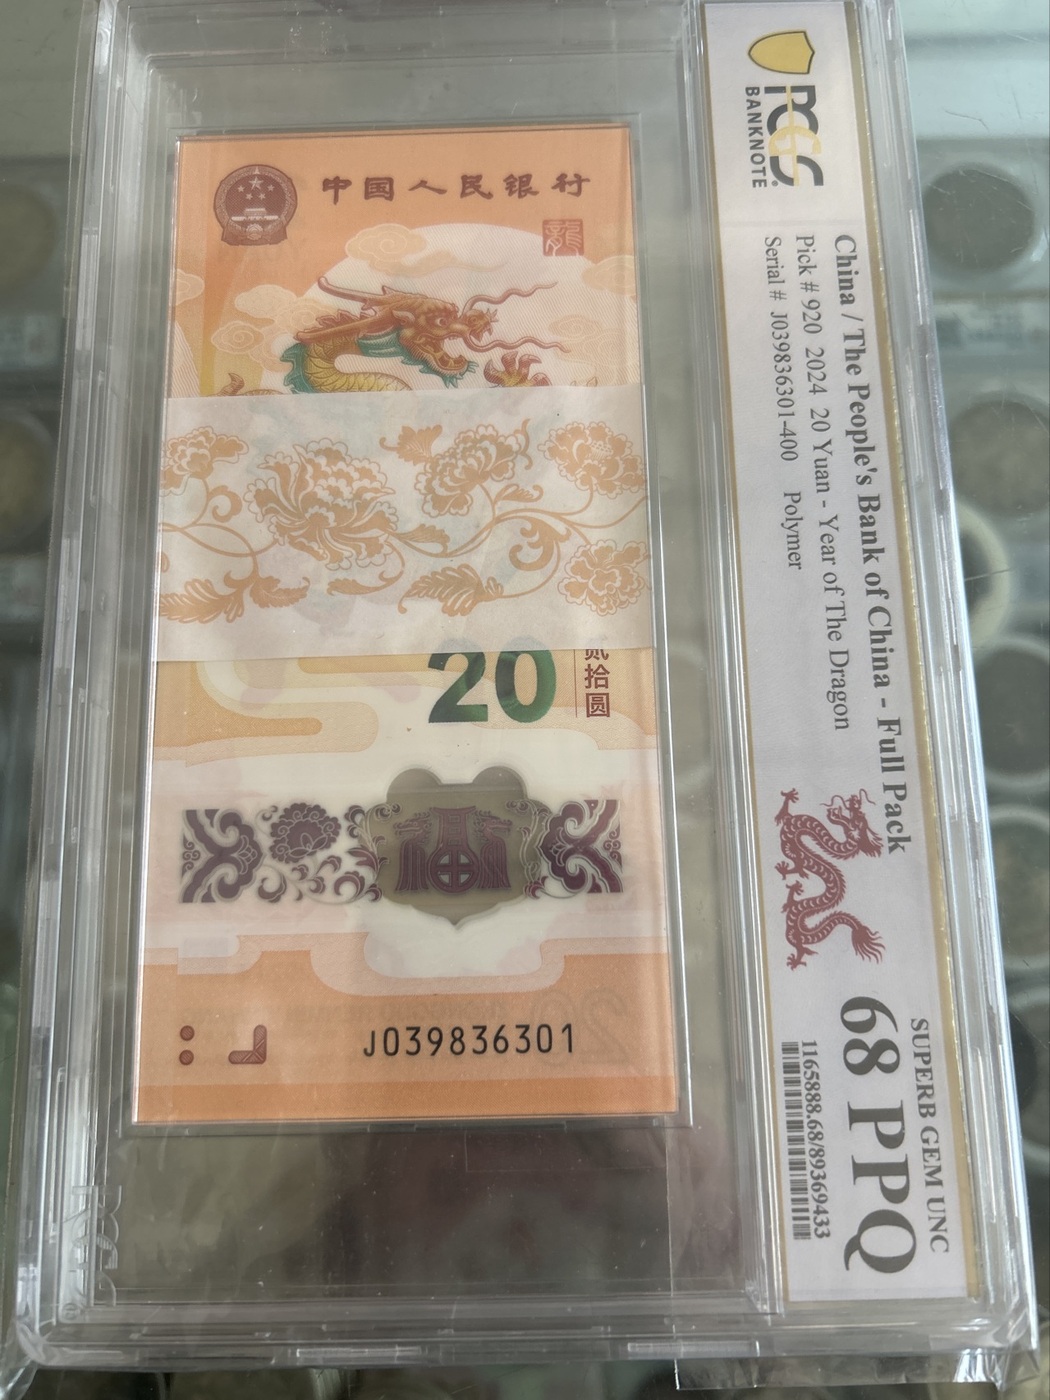 中国人民银行
龍
20
贰拾圆
J039836301
PCGS
BANKNOTE
China / The People's Bank of China - Full Pack
Pick # 920 2024 20 Yuan - Year of The Dragon
Serial # J039836301-400 Polymer
SUPERB GEM UNC
68 PPQ
1165888.68/89369433